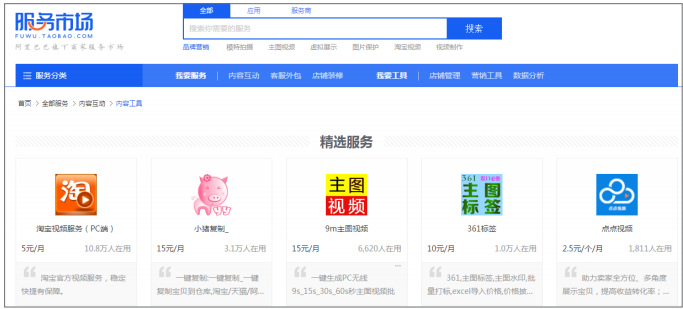 全部 应用 服务商
服务市场
FUWU.TAOBAO.COM
搜索你需要的服务 搜索
阿里巴巴旗下商家服务市场
品牌营销 模特拍摄 主图视频 虚拟展示 图片保护 淘宝视频 视频制作
服务分类 我要服务 内容互动 客服外包 店铺装修 我要工具 店铺管理 营销工具 数据分析
首页 > 全部服务 > 内容互动 > 内容工具
精选服务
淘
主图
视频
361
主图
标签
点点视频
淘宝视频服务(PC端) 小猪复制_ 9m主图视频 361标签 点点视频
5元/月 10.8万人在用 15元/月 3.1万人在用 15元/月 6,620人在用 10元/月 1.0万人在用 2.5元/个/月 1,811人在用
淘宝官方视频服务,稳定
快捷有保障。
一键复制:一键复制_一键
复制宝贝到仓库,淘宝/天猫/阿...
一键生成PC无线
9s_15s_30s_60s秒主图视频批
361,主图标签,主图水印,批
量打标,excel导入价格,价格披...
助力卖家全方位、多角度
展示宝贝,提高收益转化率;...